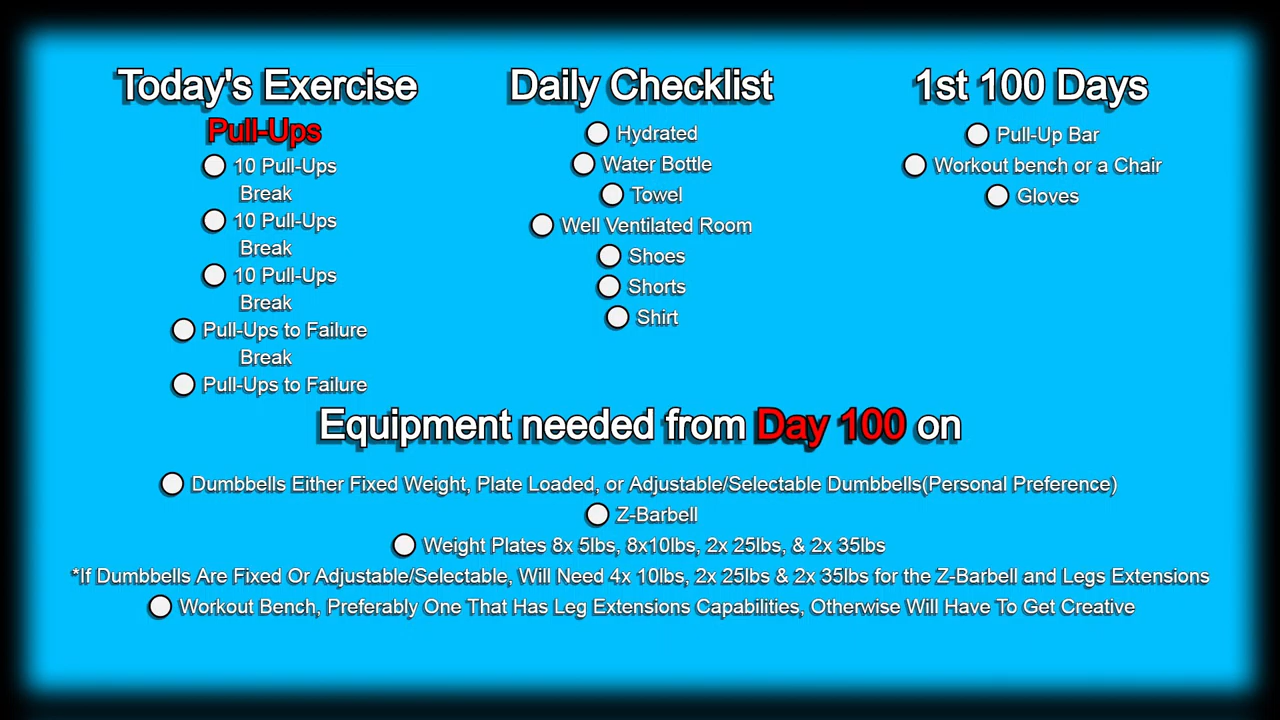 Today's Exercise
Pull-Ups
10 Pull-Ups
Break
10 Pull-Ups
Break
10 Pull-Ups
Break
Pull-Ups to Failure
Break
Pull-Ups to Failure
Daily Checklist
Hydrated
Water Bottle
Towel
Well Ventilated Room
Shoes
Shorts
Shirt
1st 100 Days
Pull-Up Bar
Workout bench or a Chair
Gloves
Equipment needed from Day 100 on
Dumbbells Either Fixed Weight, Plate Loaded, or Adjustable/Selectable Dumbbells(Personal Preference)
Z-Barbell
Weight Plates 8x 5lbs, 8x10lbs, 2x 25lbs, & 2x 35lbs
*If Dumbbells Are Fixed Or Adjustable/Selectable, Will Need 4x 10lbs, 2x 25lbs & 2x 35lbs for the Z-Barbell and Legs Extensions
Workout Bench, Preferably One That Has Leg Extensions Capabilities, Otherwise Will Have To Get Creative